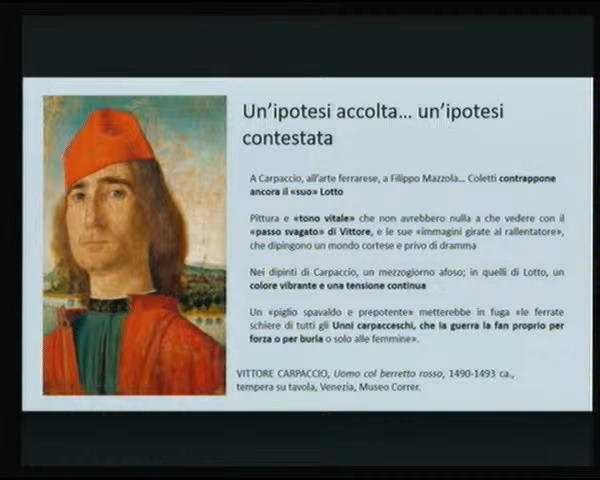 Un'ipotesi accolta... un'ipotesi
contestata
A Carpaccio, all'arte ferrarese, a Filippo Mazzola... Coletti contrappone
ancora il «suo» Lotto
Pittura e «tono vitale» che non avrebbero nulla a che vedere con il
«passo svagato» di Vittore, e le sue «immagini girate al rallentatore»,
che dipingono un mondo cortese e privo di dramma
Nei dipinti di Carpaccio, un mezzogiorno afoso; in quelli di Lotto, un
colore vibrante e una tensione continua
Un «piglio spavaldo e prepotente» metterebbe in fuga «le ferrate
schiere di tutti gli Unni carpacceschi, che la guerra la fan proprio per
forza o per burla o solo alle femmine».
VITTORE CARPACCIO, Uomo col berretto rosso, 1490-1493 ca.,
tempera su tavola, Venezia, Museo Correr.